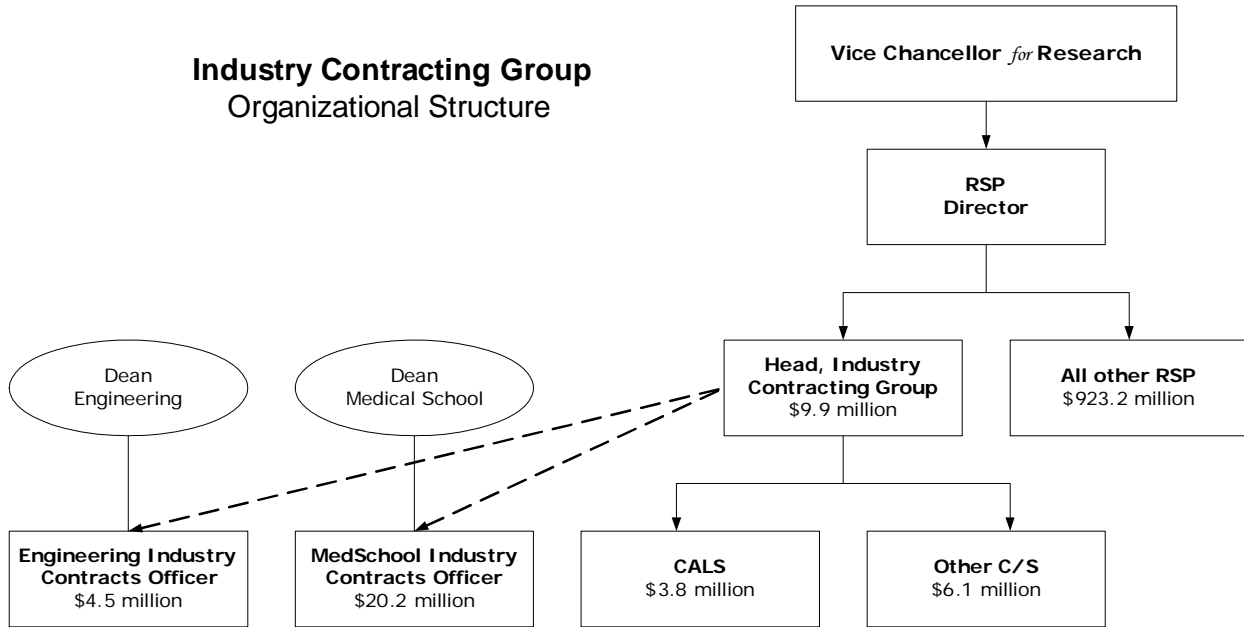 Industry Contracting Group
Organizational Structure
Vice Chancellor for Research
RSP
Director
Head, Industry
Contracting Group
$9.9 million
All other RSP
$923.2 million
Dean
Engineering
Dean
Medical School
Engineering Industry
Contracts Officer
$4.5 million
MedSchool Industry
Contracts Officer
$20.2 million
CALS
$3.8 million
Other C/S
$6.1 million